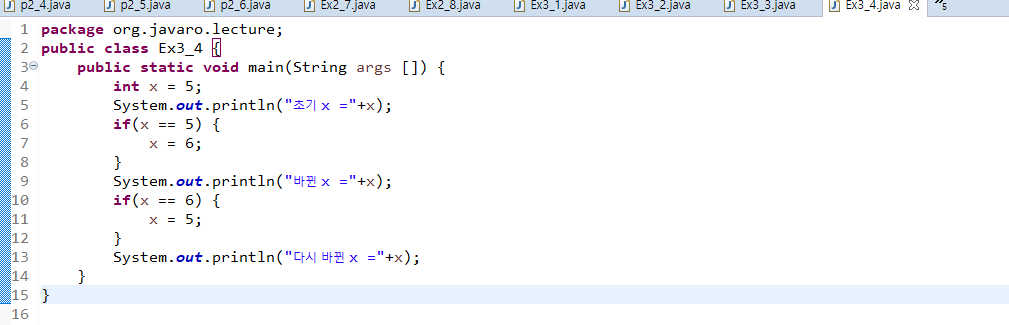 p2_4.java p2_5.java p2_6.java Ex2_7.java Ex2_8.java Ex3_1.java Ex3_2.java Ex3_3.java Ex3_4.java 5
1 package org.javaro.lecture;
2 public class Ex3_4 {
3 public static void main(String args []) {
4 int x = 5;
5 System.out.println("초기 x ="+x);
6 if(x == 5) {
7 x = 6;
8 }
9 System.out.println("바뀐 x ="+x);
10 if(x == 6) {
11 x = 5;
12 }
13 System.out.println("다시 바뀐 x ="+x);
14 }
15 }
16